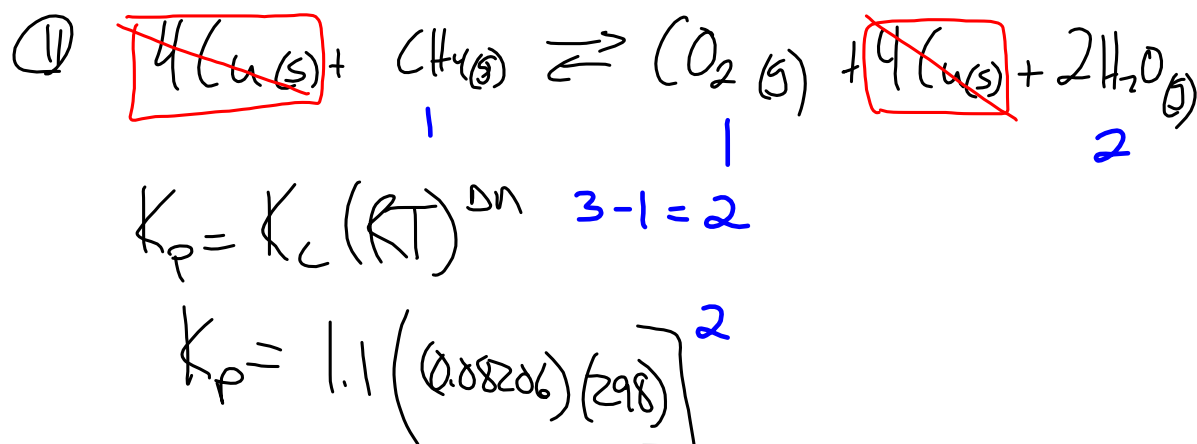 11 4Cu(s) + CH4(g) ⇌ CO2 (g) + 4Cu(s) + 2H2O(g)
1 1 2
Kp = Kc (RT)^Δn 3-1=2
Kp = 1.1((0.08206)(298))^2